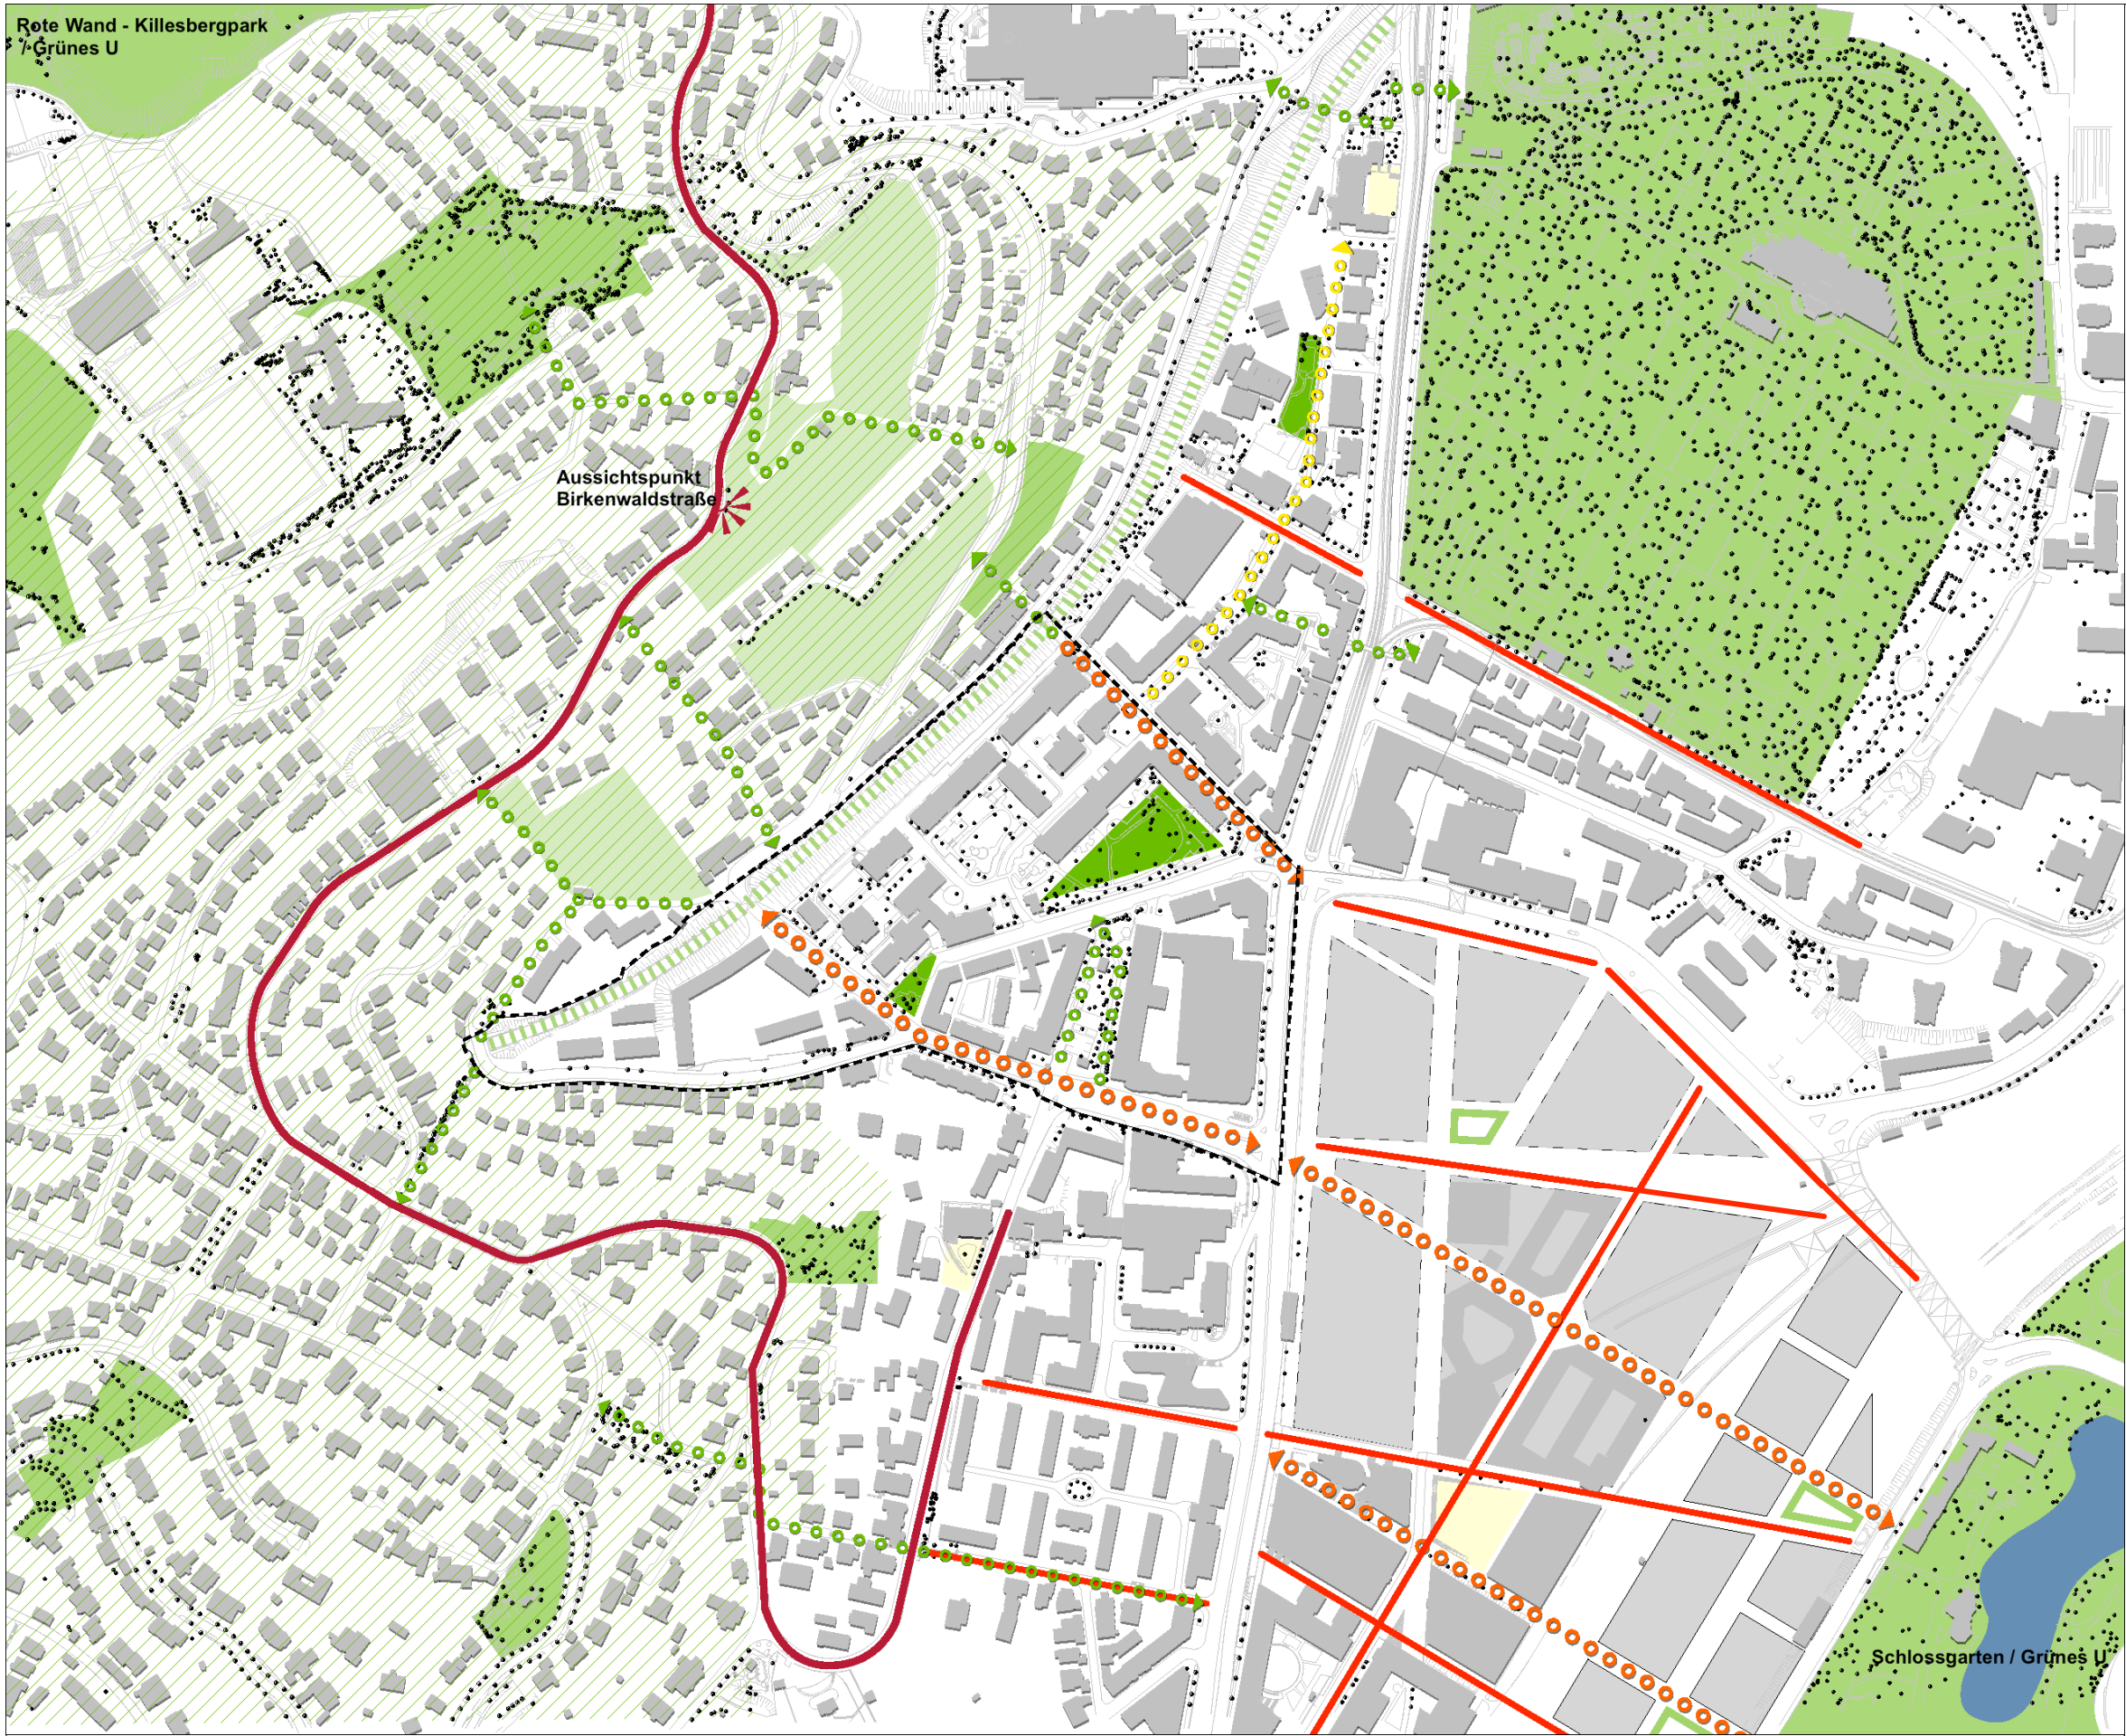 Rote Wand - Killesbergpark
/ Grünes U
Aussichtspunkt
Birkenwaldstraße
Schlossgarten / Grünes U